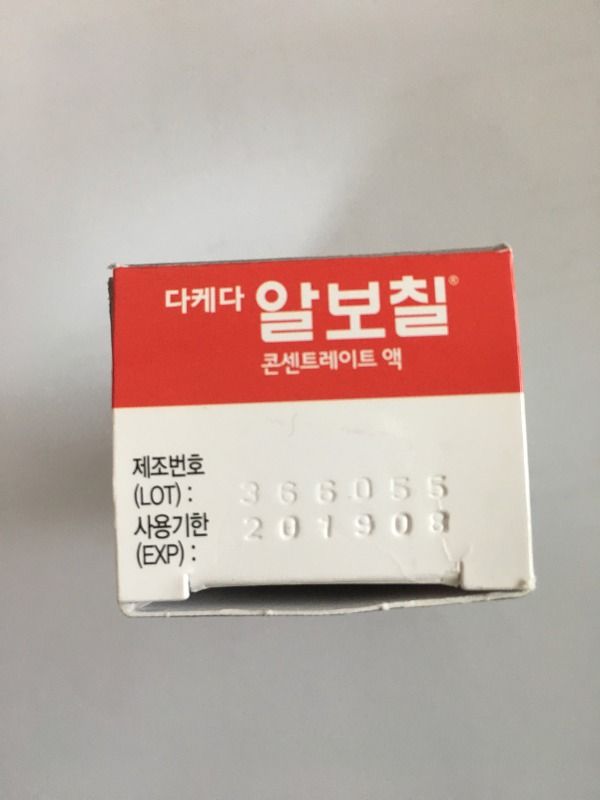 다케다 알보칠®
콘센트레이트 액
제조번호
(LOT) : 366055
사용기한 201908
(EXP) :